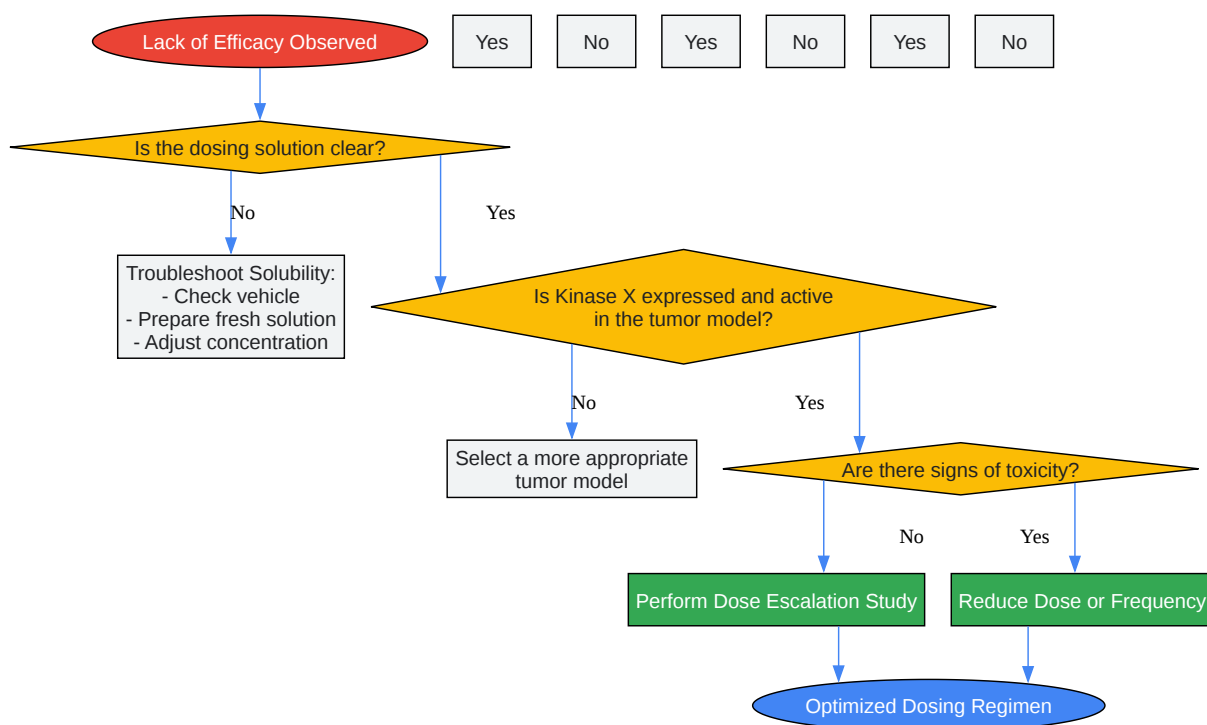 Lack of Efficacy Observed
Yes
No
Yes
No
Yes
No
Is the dosing solution clear?
No
Yes
Troubleshoot Solubility:
- Check vehicle
- Prepare fresh solution
- Adjust concentration
Is Kinase X expressed and active
in the tumor model?
No
Yes
Select a more appropriate
tumor model
Are there signs of toxicity?
No
Yes
Perform Dose Escalation Study
Reduce Dose or Frequency
Optimized Dosing Regimen